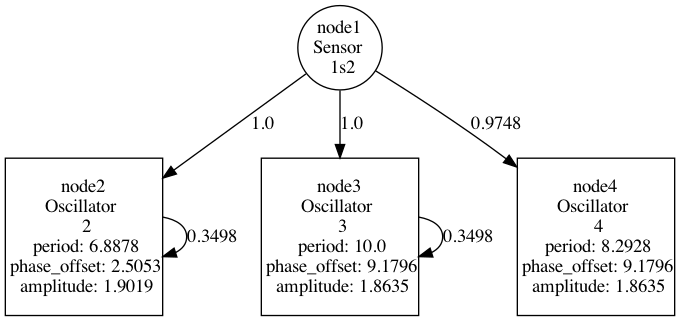 node1
Sensor
1s2
1.0
1.0
0.9748
node2
Oscillator
2
period: 6.8878
phase_offset: 2.5053
amplitude: 1.9019
0.3498
node3
Oscillator
3
period: 10.0
phase_offset: 9.1796
amplitude: 1.8635
0.3498
node4
Oscillator
4
period: 8.2928
phase_offset: 9.1796
amplitude: 1.8635